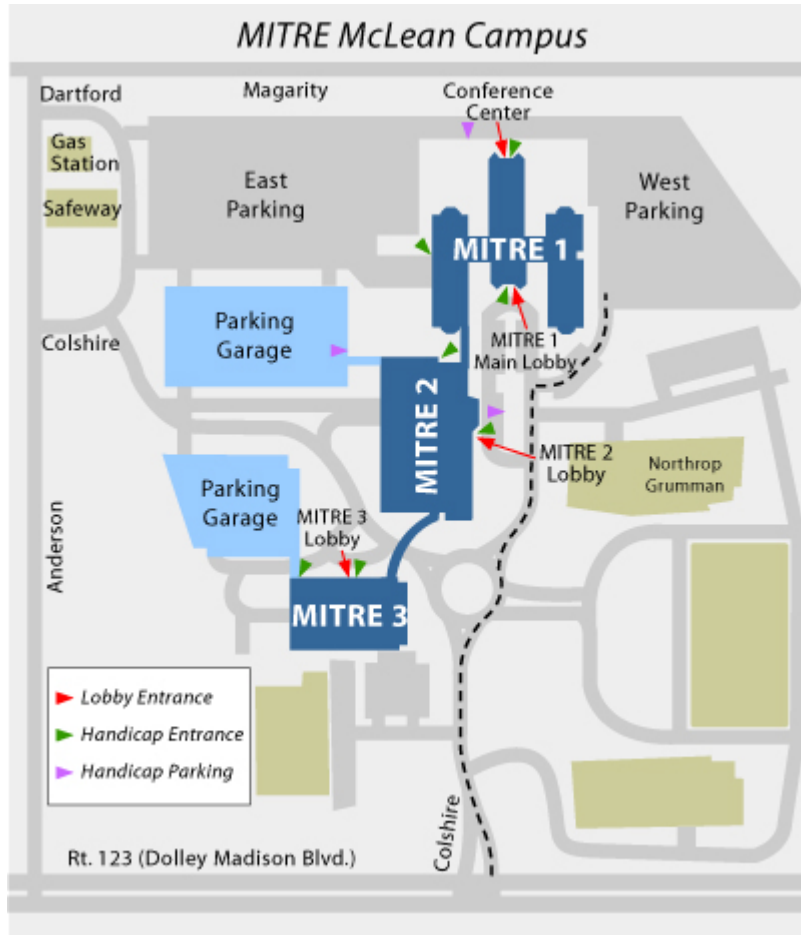 MITRE McLean Campus
Dartford
Magarity
Conference
Center
Gas
Station
Safeway
East
Parking
West
Parking
MITRE 1
Parking
Garage
Colshire
MITRE 1
Main Lobby
MITRE 2
MITRE 2
Lobby
Northrop
Grumman
Parking
Garage
MITRE 3
Lobby
Anderson
MITRE 3
Lobby Entrance
Handicap Entrance
Handicap Parking
Colshire
Rt. 123 (Dolley Madison Blvd.)